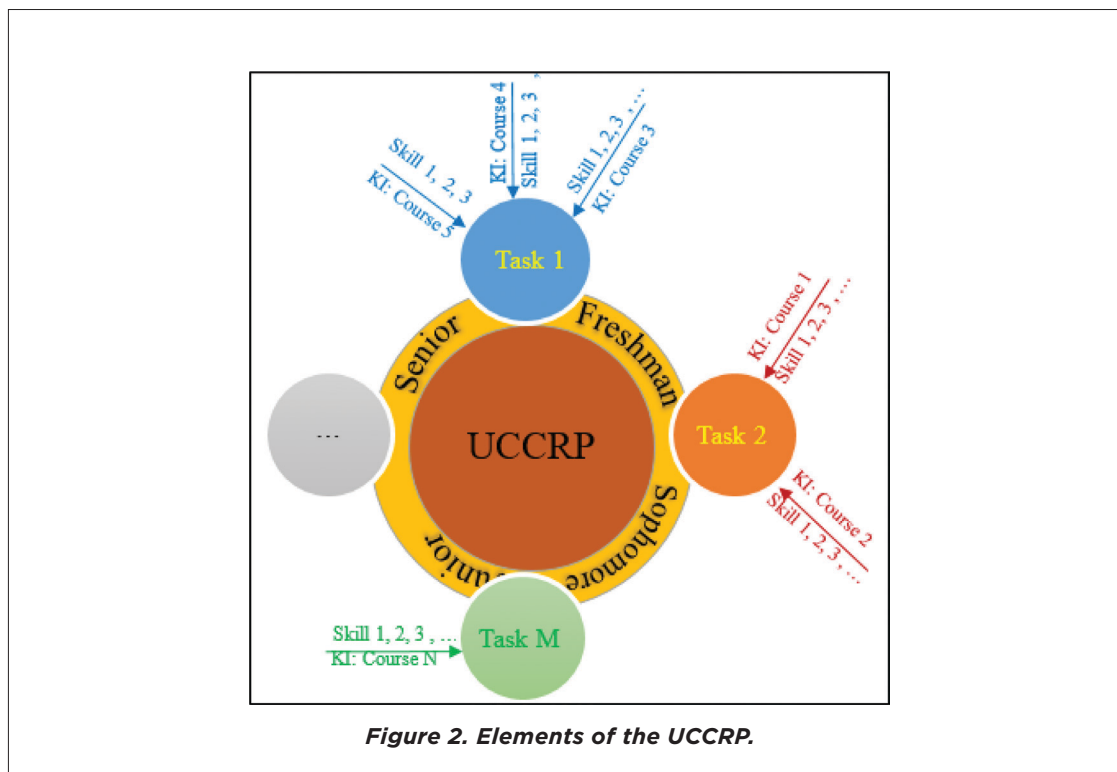 KI: Course 4
Skill 1, 2, 3 ,
Skill 1, 2, 3 , ...
KI: Course 3
Skill 1, 2, 3
KI: Course 5
Task 1
KI: Course 1
Skill 1, 2, 3 , ...
Senior
Freshman
...
UCCRP
Task 2
KI: Course 2
Skill 1, 2, 3 , ...
Junior
Sophomore
Skill 1, 2, 3 , ...
KI: Course N
Task M
Figure 2. Elements of the UCCRP.